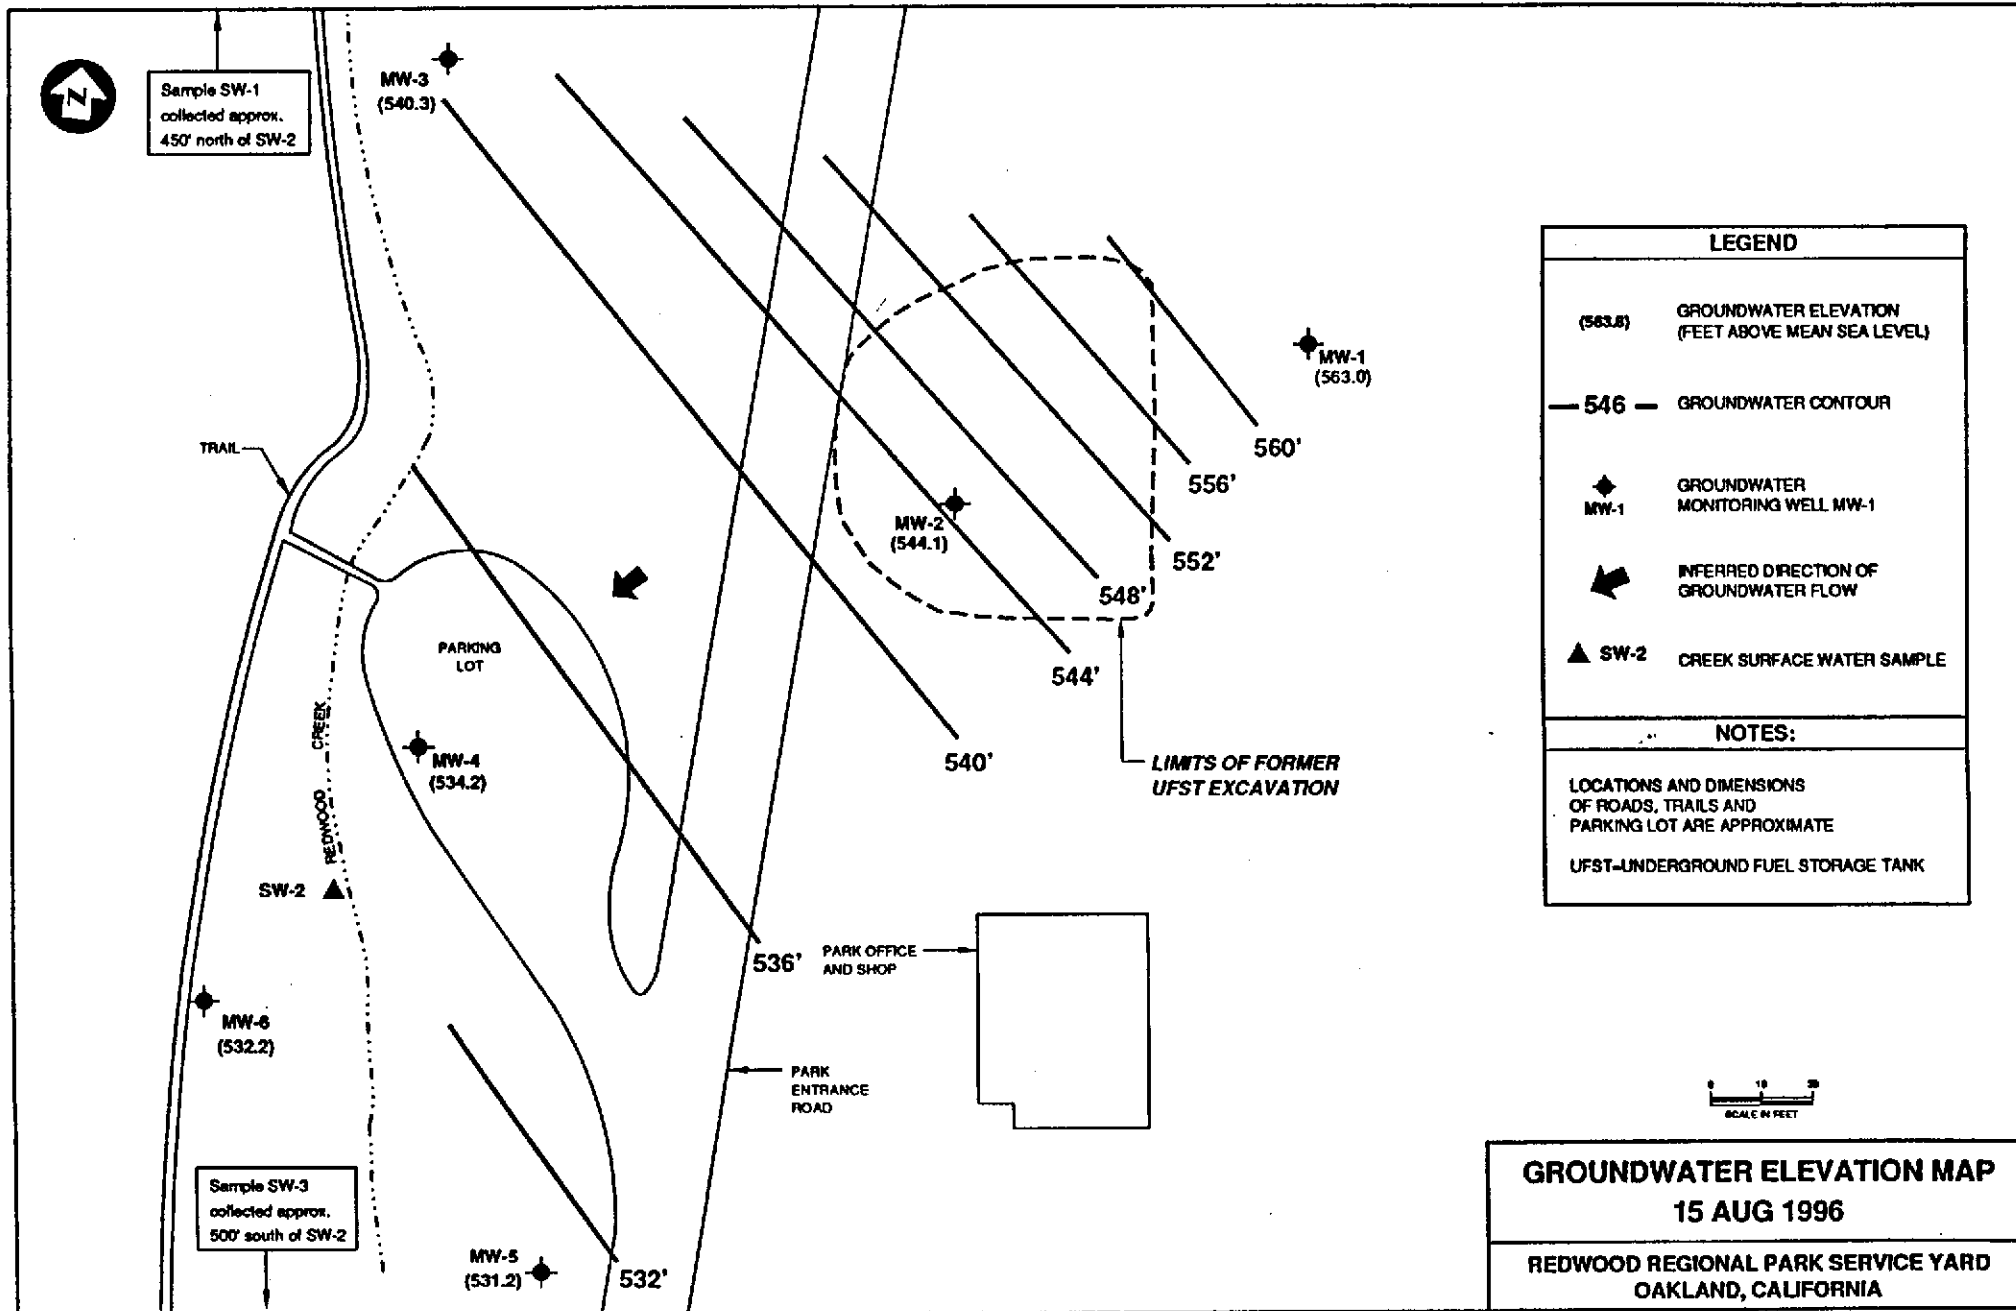 N
Sample SW-1
collected approx.
450' north of SW-2
MW-3
(540.3)
TRAIL
MW-1
(563.0)
560'
556'
MW-2
(544.1)
552'
548'
544'
540'
PARKING
LOT
LIMITS OF FORMER
UFST EXCAVATION
MW-4
(534.2)
REDWOOD CREEK
SW-2
536'
PARK OFFICE
AND SHOP
MW-6
(532.2)
PARK
ENTRANCE
ROAD
Sample SW-3
collected approx.
500' south of SW-2
MW-5
(531.2)
532'
LEGEND
(563.8)
GROUNDWATER ELEVATION
(FEET ABOVE MEAN SEA LEVEL)
546
GROUNDWATER CONTOUR
MW-1
GROUNDWATER
MONITORING WELL MW-1
INFERRED DIRECTION OF
GROUNDWATER FLOW
SW-2
CREEK SURFACE WATER SAMPLE
NOTES:
LOCATIONS AND DIMENSIONS
OF ROADS, TRAILS AND
PARKING LOT ARE APPROXIMATE
UFST=UNDERGROUND FUEL STORAGE TANK
0
SCALE IN FEET
GROUNDWATER ELEVATION MAP
15 AUG 1996
REDWOOD REGIONAL PARK SERVICE YARD
OAKLAND, CALIFORNIA